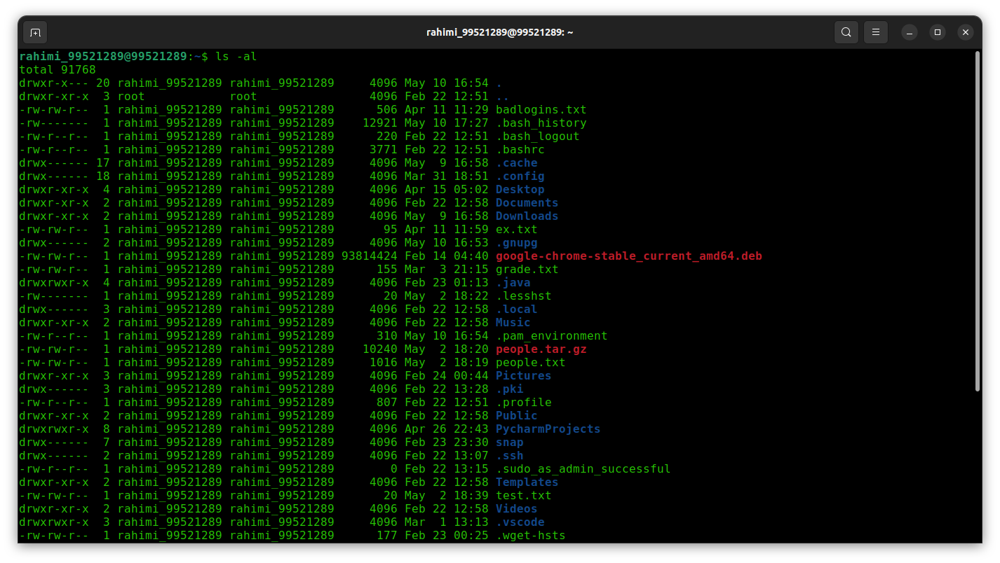 rahimi_99521289@99521289: ~
rahimi_99521289@99521289:~$ ls -al
total 91768
drwxr-x--- 20 rahimi_99521289 rahimi_99521289     4096 May 10 16:54 .
drwxr-xr-x  3 root            root                4096 Feb 22 12:51 ..
-rw-rw-r--  1 rahimi_99521289 rahimi_99521289      506 Apr 11 11:29 badlogins.txt
-rw-------  1 rahimi_99521289 rahimi_99521289    12921 May 10 17:27 .bash_history
-rw-r--r--  1 rahimi_99521289 rahimi_99521289      220 Feb 22 12:51 .bash_logout
-rw-r--r--  1 rahimi_99521289 rahimi_99521289     3771 Feb 22 12:51 .bashrc
drwx------ 17 rahimi_99521289 rahimi_99521289     4096 May  9 16:58 .cache
drwx------ 18 rahimi_99521289 rahimi_99521289     4096 Mar 31 18:51 .config
drwxr-xr-x  4 rahimi_99521289 rahimi_99521289     4096 Apr 15 05:02 Desktop
drwxr-xr-x  2 rahimi_99521289 rahimi_99521289     4096 Feb 22 12:58 Documents
drwxr-xr-x  2 rahimi_99521289 rahimi_99521289     4096 May  9 16:58 Downloads
-rw-rw-r--  1 rahimi_99521289 rahimi_99521289       95 Apr 11 11:59 ex.txt
drwx------  2 rahimi_99521289 rahimi_99521289     4096 May 10 16:53 .gnupg
-rw-rw-r--  1 rahimi_99521289 rahimi_99521289 93814424 Feb 14 04:40 google-chrome-stable_current_amd64.deb
-rw-rw-r--  1 rahimi_99521289 rahimi_99521289      155 Mar  3 21:15 grade.txt
drwxrwxr-x  4 rahimi_99521289 rahimi_99521289     4096 Feb 23 01:13 .java
-rw-------  1 rahimi_99521289 rahimi_99521289       20 May  2 18:22 .lesshst
drwx------  3 rahimi_99521289 rahimi_99521289     4096 Feb 22 12:58 .local
drwxr-xr-x  2 rahimi_99521289 rahimi_99521289     4096 Feb 22 12:58 Music
-rw-r--r--  1 rahimi_99521289 rahimi_99521289      310 May 10 16:54 .pam_environment
-rw-rw-r--  1 rahimi_99521289 rahimi_99521289    10240 May  2 18:20 people.tar.gz
-rw-rw-r--  1 rahimi_99521289 rahimi_99521289     1016 May  2 18:19 people.txt
drwxr-xr-x  3 rahimi_99521289 rahimi_99521289     4096 Feb 24 00:44 Pictures
drwx------  3 rahimi_99521289 rahimi_99521289     4096 Feb 22 13:28 .pki
-rw-r--r--  1 rahimi_99521289 rahimi_99521289      807 Feb 22 12:51 .profile
drwxr-xr-x  2 rahimi_99521289 rahimi_99521289     4096 Feb 22 12:58 Public
drwxrwxr-x  8 rahimi_99521289 rahimi_99521289     4096 Apr 26 22:43 PycharmProjects
drwx------  7 rahimi_99521289 rahimi_99521289     4096 Feb 23 23:30 snap
drwx------  2 rahimi_99521289 rahimi_99521289     4096 Feb 22 13:07 .ssh
-rw-r--r--  1 rahimi_99521289 rahimi_99521289        0 Feb 22 13:15 .sudo_as_admin_successful
drwxr-xr-x  2 rahimi_99521289 rahimi_99521289     4096 Feb 22 12:58 Templates
-rw-rw-r--  1 rahimi_99521289 rahimi_99521289       20 May  2 18:39 test.txt
drwxr-xr-x  2 rahimi_99521289 rahimi_99521289     4096 Feb 22 12:58 Videos
drwxrwxr-x  3 rahimi_99521289 rahimi_99521289     4096 Mar  1 13:13 .vscode
-rw-rw-r--  1 rahimi_99521289 rahimi_99521289      177 Feb 23 00:25 .wget-hsts